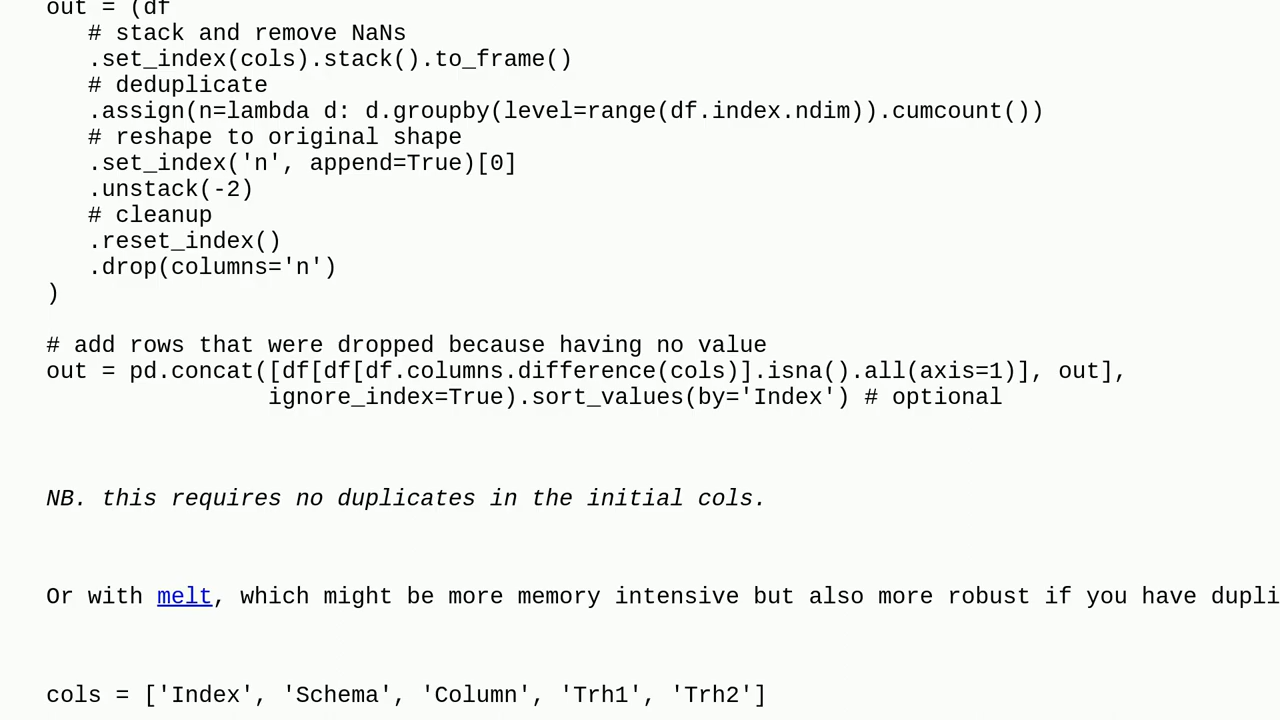 out = (df
   # stack and remove NaNs
   .set_index(cols).stack().to_frame()
   # deduplicate
   .assign(n=lambda d: d.groupby(level=range(df.index.ndim)).cumcount())
   # reshape to original shape
   .set_index('n', append=True)[0]
   .unstack(-2)
   # cleanup
   .reset_index()
   .drop(columns='n')
)
# add rows that were dropped because having no value
out = pd.concat([df[df[df.columns.difference(cols)].isna().all(axis=1)], out],
                ignore_index=True).sort_values(by='Index') # optional
NB. this requires no duplicates in the initial cols.
Or with melt, which might be more memory intensive but also more robust if you have dupli
cols = ['Index', 'Schema', 'Column', 'Trh1', 'Trh2']